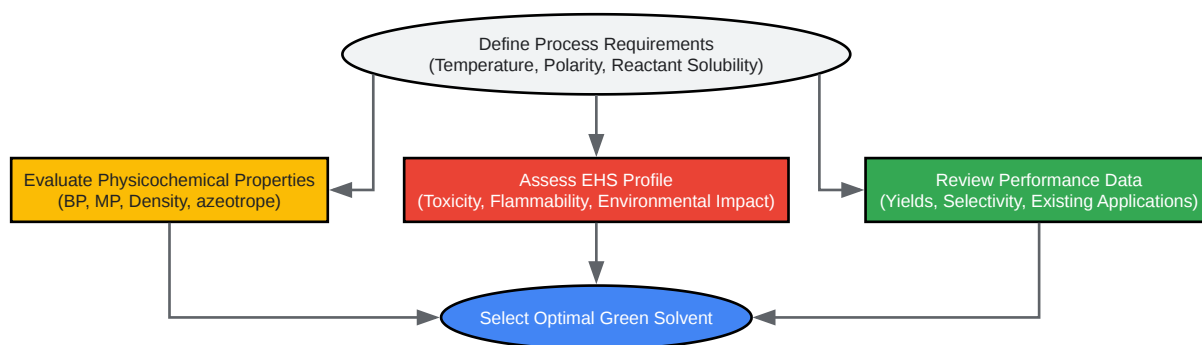 Define Process Requirements
(Temperature, Polarity, Reactant Solubility)
Evaluate Physicochemical Properties
(BP, MP, Density, azeotrope)
Assess EHS Profile
(Toxicity, Flammability, Environmental Impact)
Review Performance Data
(Yields, Selectivity, Existing Applications)
Select Optimal Green Solvent